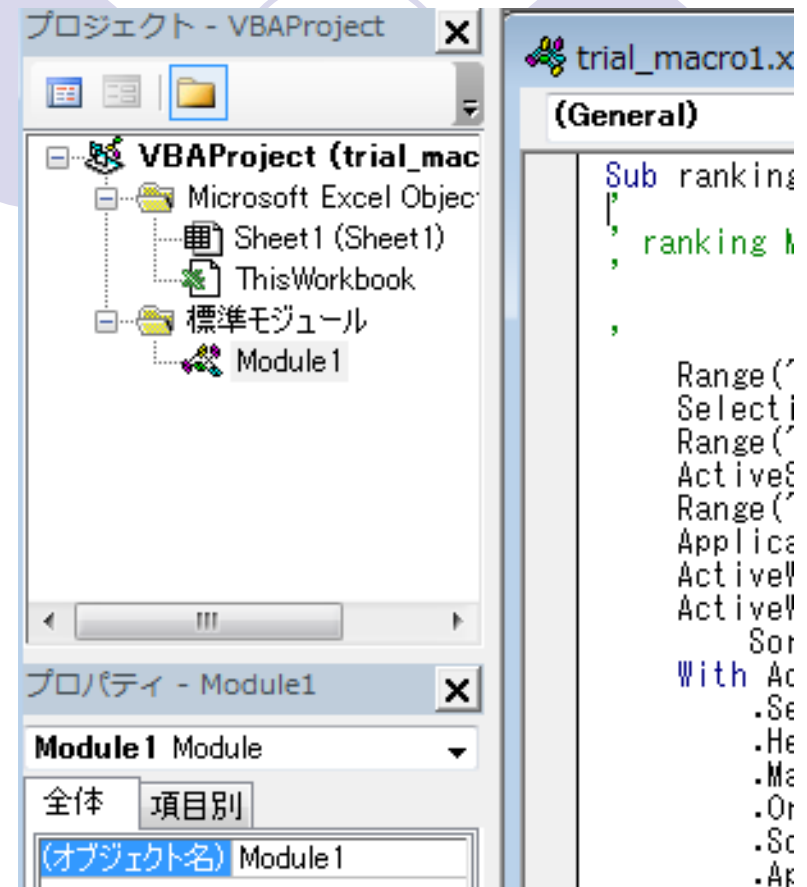 プロジェクト - VBAProject
VBAProject (trial_mac
Microsoft Excel Objec
Sheet1 (Sheet1)
ThisWorkbook
標準モジュール
Module1
プロパティ - Module1
Module1 Module
全体 項目別
(オブジェクト名) Module1
trial_macro1.x
(General)
Sub ranking
'
' ranking M
'
'
Range("
Selecti
Range("
ActiveS
Range("
Applica
ActiveW
ActiveW
Sor
With Ac
.Se
.He
.Ma
.Or
.So
.Ap